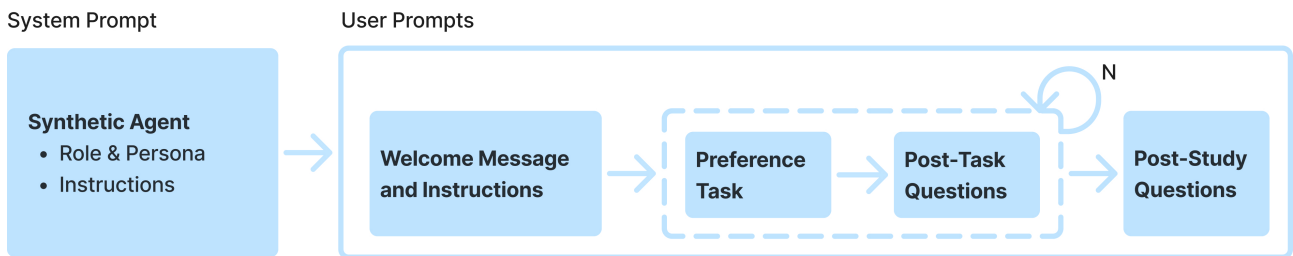 System Prompt
User Prompts
N
Synthetic Agent
• Role & Persona
• Instructions
Welcome Message
and Instructions
Preference
Task
Post-Task
Questions
Post-Study
Questions